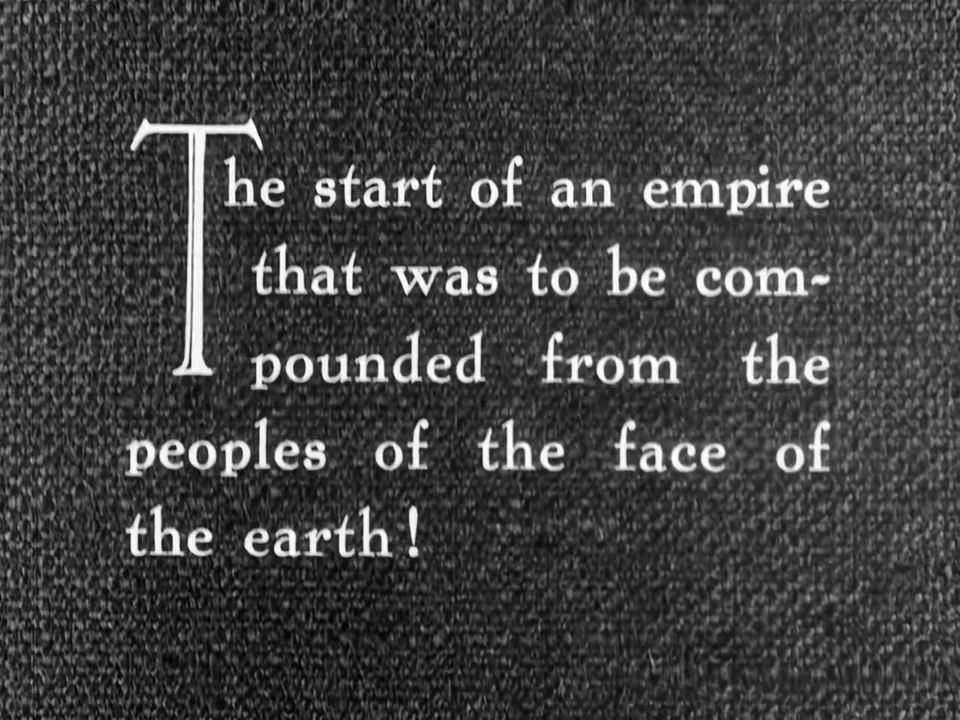 The start of an empire
that was to be com-
pounded from the
peoples of the face of
the earth!